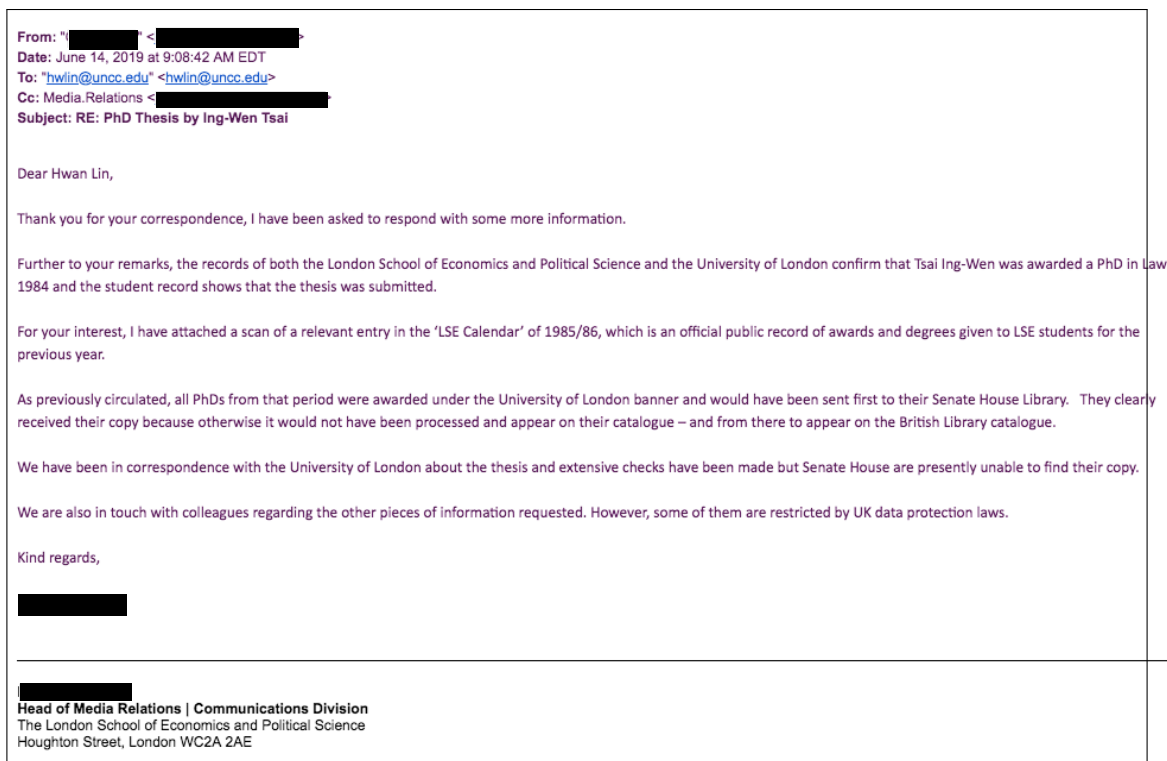 From: "( " < >
Date: June 14, 2019 at 9:08:42 AM EDT
To: "hwlin@uncc.edu" <hwlin@uncc.edu>
Cc: Media.Relations <
Subject: RE: PhD Thesis by Ing-Wen Tsai
Dear Hwan Lin,
Thank you for your correspondence, I have been asked to respond with some more information.
Further to your remarks, the records of both the London School of Economics and Political Science and the University of London confirm that Tsai Ing-Wen was awarded a PhD in Law
1984 and the student record shows that the thesis was submitted.
For your interest, I have attached a scan of a relevant entry in the ‘LSE Calendar’ of 1985/86, which is an official public record of awards and degrees given to LSE students for the
previous year.
As previously circulated, all PhDs from that period were awarded under the University of London banner and would have been sent first to their Senate House Library. They clearly
received their copy because otherwise it would not have been processed and appear on their catalogue – and from there to appear on the British Library catalogue.
We have been in correspondence with the University of London about the thesis and extensive checks have been made but Senate House are presently unable to find their copy.
We are also in touch with colleagues regarding the other pieces of information requested. However, some of them are restricted by UK data protection laws.
Kind regards,
Head of Media Relations | Communications Division
The London School of Economics and Political Science
Houghton Street, London WC2A 2AE